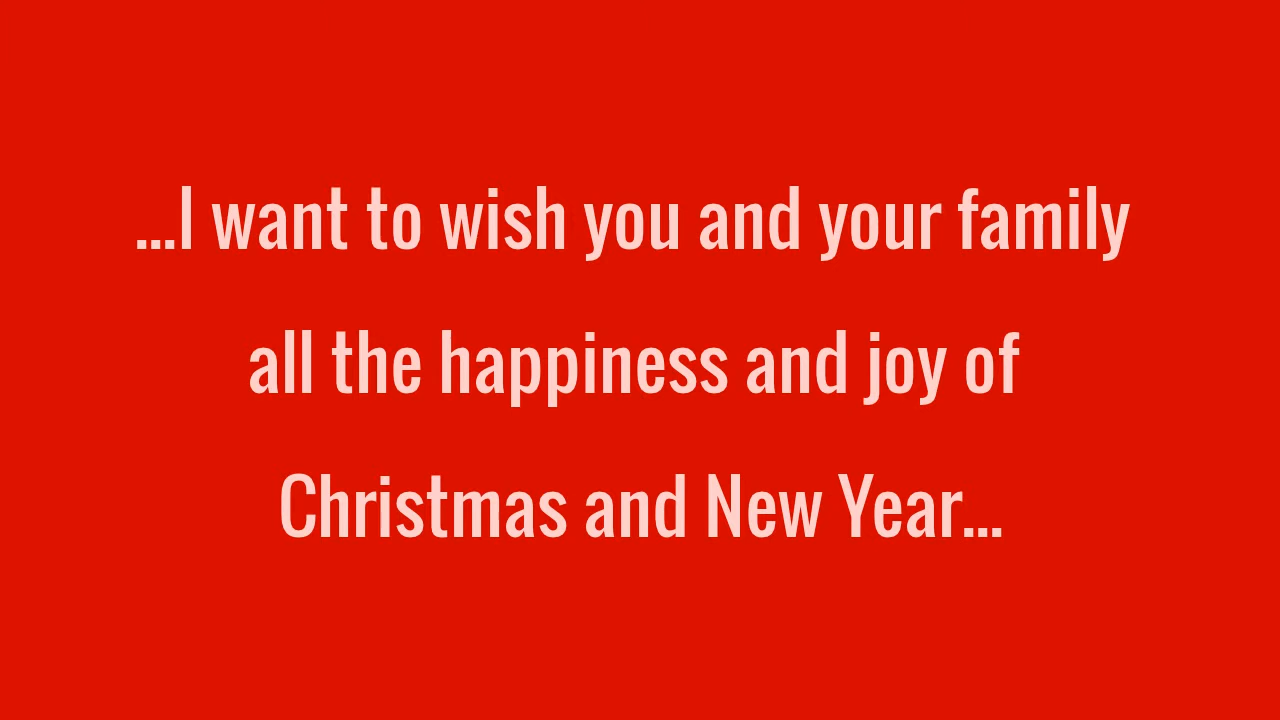 ...I want to wish you and your family
all the happiness and joy of
Christmas and New Year...